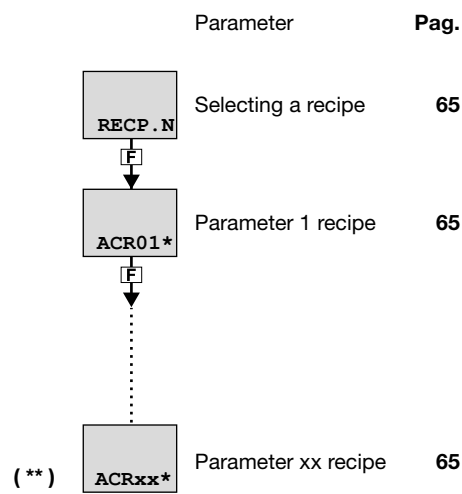 Parameter Pag.
RECP.N Selecting a recipe 65
F
ACR01* Parameter 1 recipe 65
F
(**) ACRxx* Parameter xx recipe 65